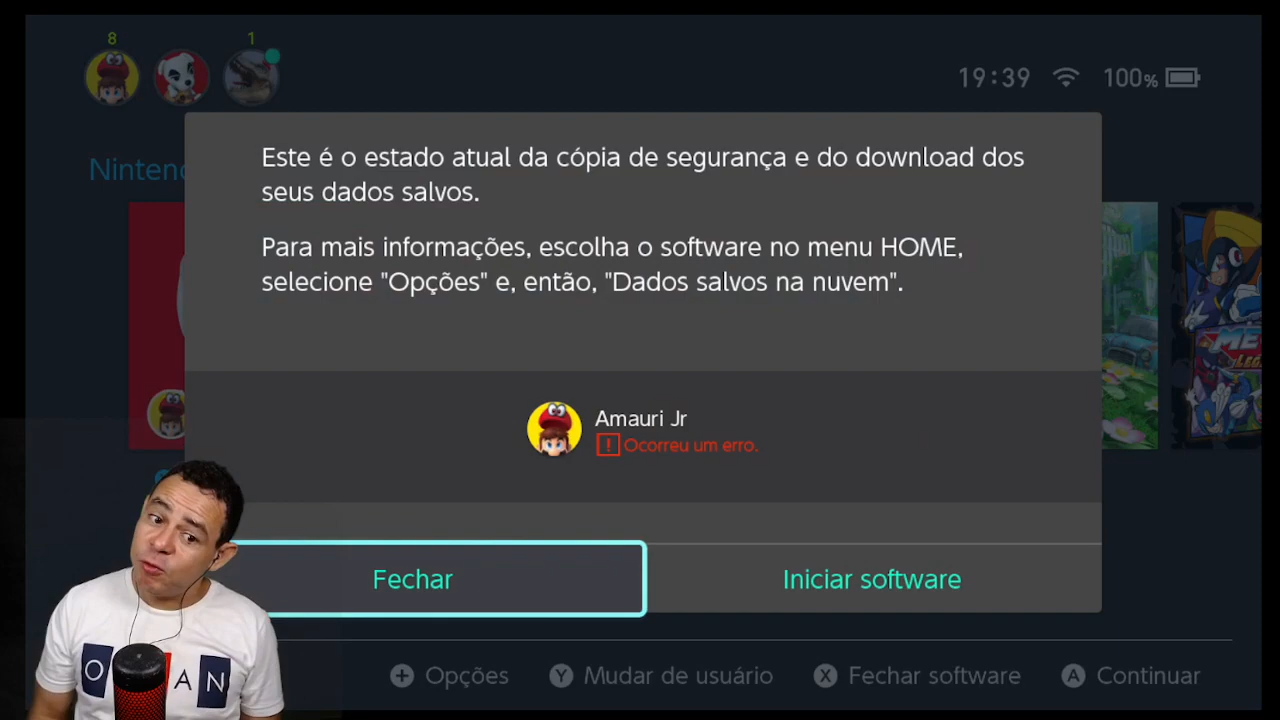 8
1
19:39
100%
Este é o estado atual da cópia de segurança e do download dos
seus dados salvos.
Ninten
Para mais informações, escolha o software no menu HOME,
selecione "Opções" e, então, "Dados salvos na nuvem".
Amauri Jr
! Ocorreu um erro.
Fechar
Iniciar software
+ Opções
Y Mudar de usuário
X Fechar software
A Continuar